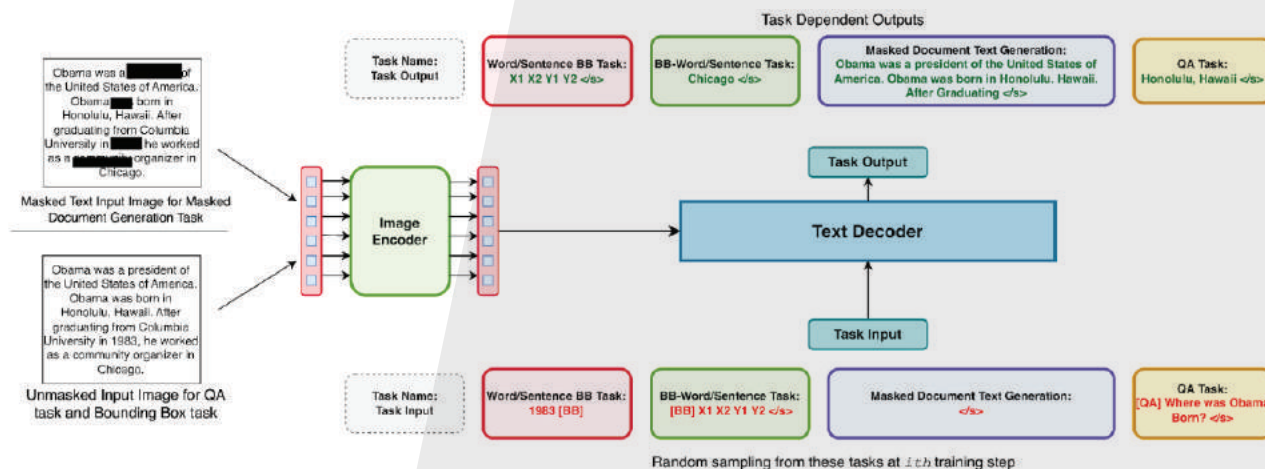 Task Dependent Outputs
Task Name:
Task Output
Word/Sentence BB Task:
X1 X2 Y1 Y2 </s>
BB-Word/Sentence Task:
Chicago </s>
Masked Document Text Generation:
Obama was a president of the United States of
America. Obama was born in Honolulu. Hawaii.
After Graduating </s>
QA Task:
Honolulu, Hawaii </s>
Obama was a of
the United States of America.
Obama born in
Honolulu, Hawaii. After
graduating from Columbia
University in he worked
as a community organizer in
Chicago.
Masked Text Input Image for Masked
Document Generation Task
Image
Encoder
Task Output
Text Decoder
Task Input
Obama was a president of
the United States of America.
Obama was born in
Honolulu, Hawaii. After
graduating from Columbia
University in 1983, he worked
as a community organizer in
Chicago.
Unmasked Input Image for QA
task and Bounding Box task
Task Name:
Task Input
Word/Sentence BB Task:
1983 [BB]
BB-Word/Sentence Task:
[BB] X1 X2 Y1 Y2 </s>
Masked Document Text Generation:
</s>
QA Task:
[QA] Where was Obama
Born? </s>
Random sampling from these tasks at ith training step